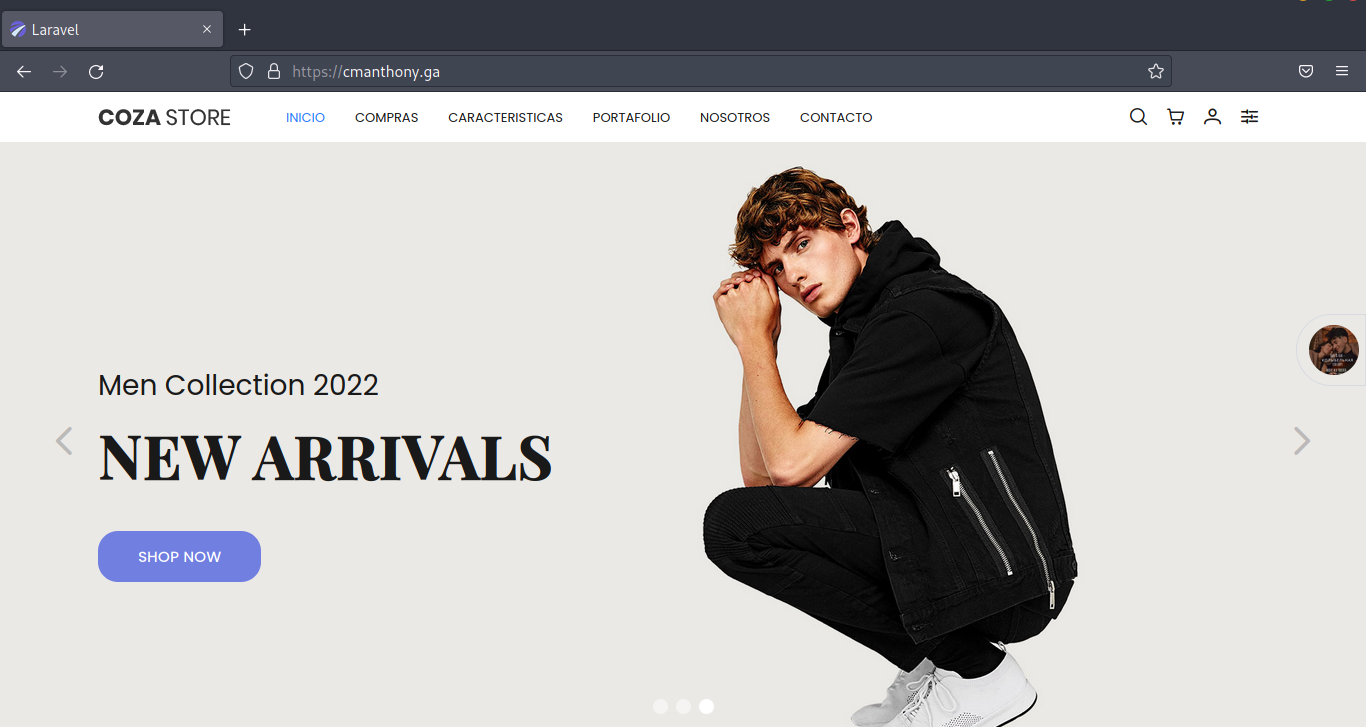 Laravel
https://cmanthony.ga
COZA STORE
INICIO
COMPRAS
CARACTERISTICAS
PORTAFOLIO
NOSOTROS
CONTACTO
Men Collection 2022
NEW ARRIVALS
SHOP NOW